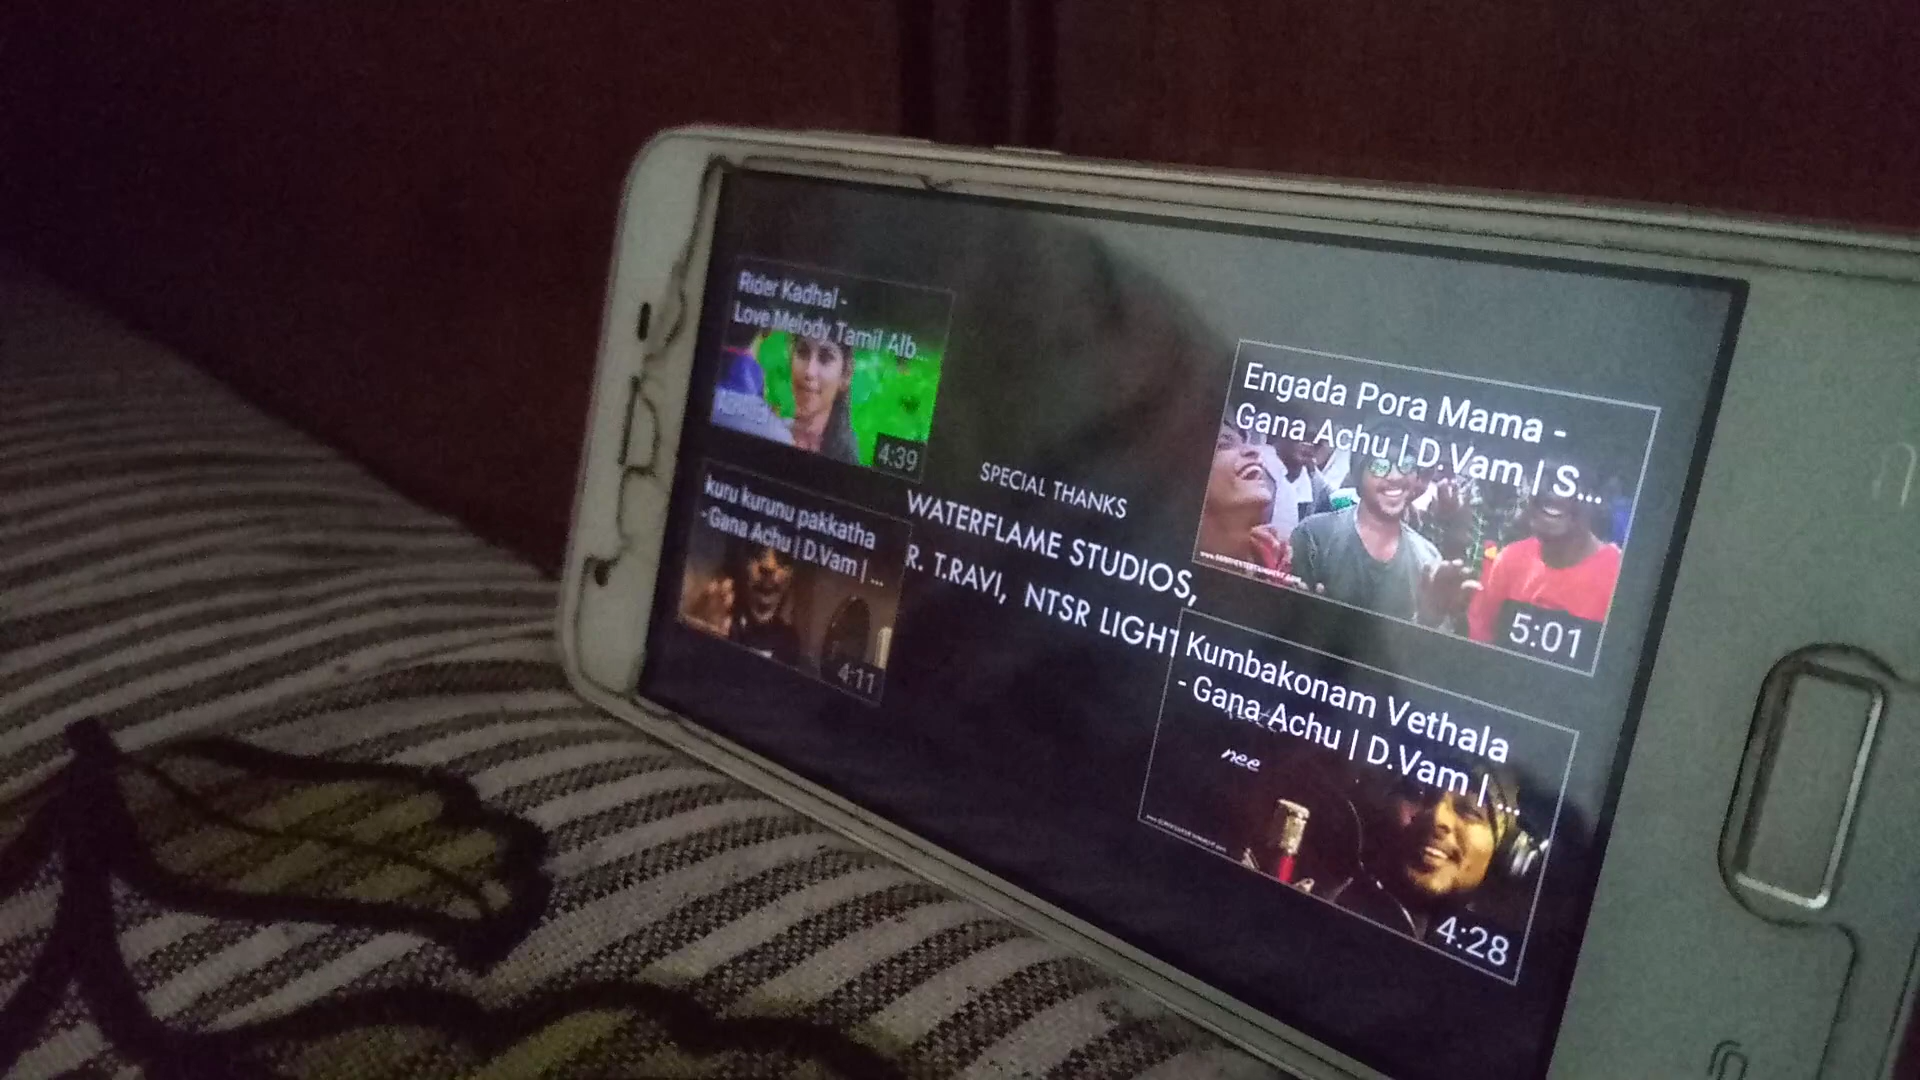 Rider Kadhal -
Love Melody Tamil Alb...
4:39
kuru kurunu pakkatha
- Gana Achu | D.Vam | ...
4:11
SPECIAL THANKS
WATERFLAME STUDIOS,
R. T.RAVI, NTSR LIGHT
Engada Pora Mama -
Gana Achu | D.Vam | S...
5:01
Kumbakonam Vethala
- Gana Achu | D.Vam | ...
nee
4:28